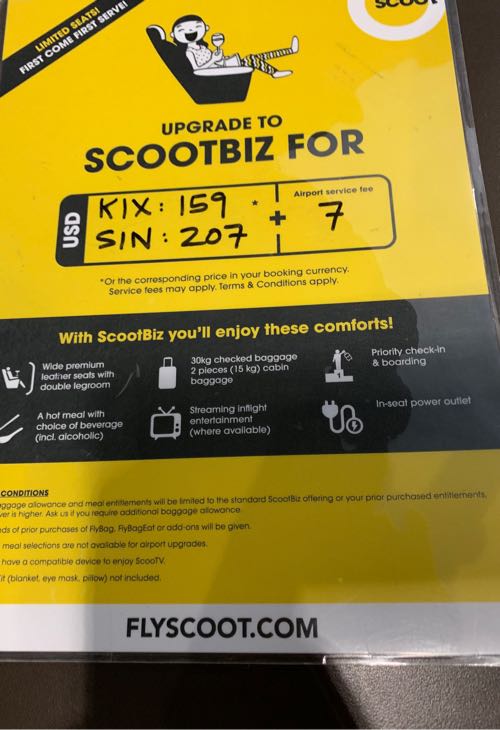 LIMITED SEATS!
FIRST COME FIRST SERVE!
SCOOT
UPGRADE TO
SCOOTBIZ FOR
USD
KIX: 159 *
SIN: 207
+
Airport service fee
7
*Or the corresponding price in your booking currency.
Service fees may apply. Terms & Conditions apply.
With ScootBiz you'll enjoy these comforts!
Wide premium
leather seats with
double legroom
30kg checked baggage
2 pieces (15 kg) cabin
baggage
Priority check-in
& boarding
1
A hot meal with
choice of beverage
(incl. alcoholic)
Streaming inflight
entertainment
(where available)
In-seat power outlet
CONDITIONS
allowance and meal entitlements will be limited to the standard ScootBiz offering or your prior purchased entitlements,
is higher. Ask us if you require additional baggage allowance.
of prior purchases of FlyBag, FlyBagEat or add-ons will be given.
meal selections are not available for airport upgrades.
have a compatible device to enjoy ScooTV.
(blanket, eye mask, pillow) not included.
FLYSCOOT.COM